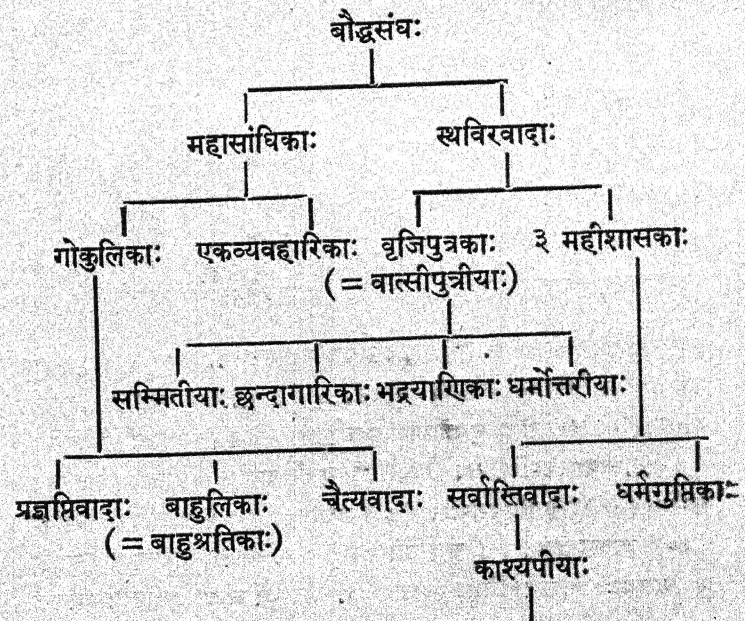 बौद्धसंघः
महासांघिकाः स्थविरवादाः
गोकुलिकाः एकव्यवहारिकाः वृजिपुत्रकाः ३ महीशासकाः
(= वात्सीपुत्रीयाः)
सम्मितीयाः छन्दागारिकाः भद्रयाणिकाः धर्मोत्तरीयाः
प्रज्ञप्तिवादाः बाहुलिकाः चैत्यवादाः सर्वास्तिवादाः धर्मगुप्तिकाः
(= बाहुश्रतिकाः)
काश्यपीयाः